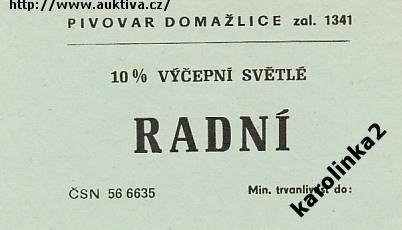 http://www.auktiva.cz/
PIVOVAR DOMAŽLICE zal. 1341
10% VÝČEPNÍ SVĚTLÉ
RADNÍ
ČSN 56 6635
Min. trvanlivost do:
karolinka2